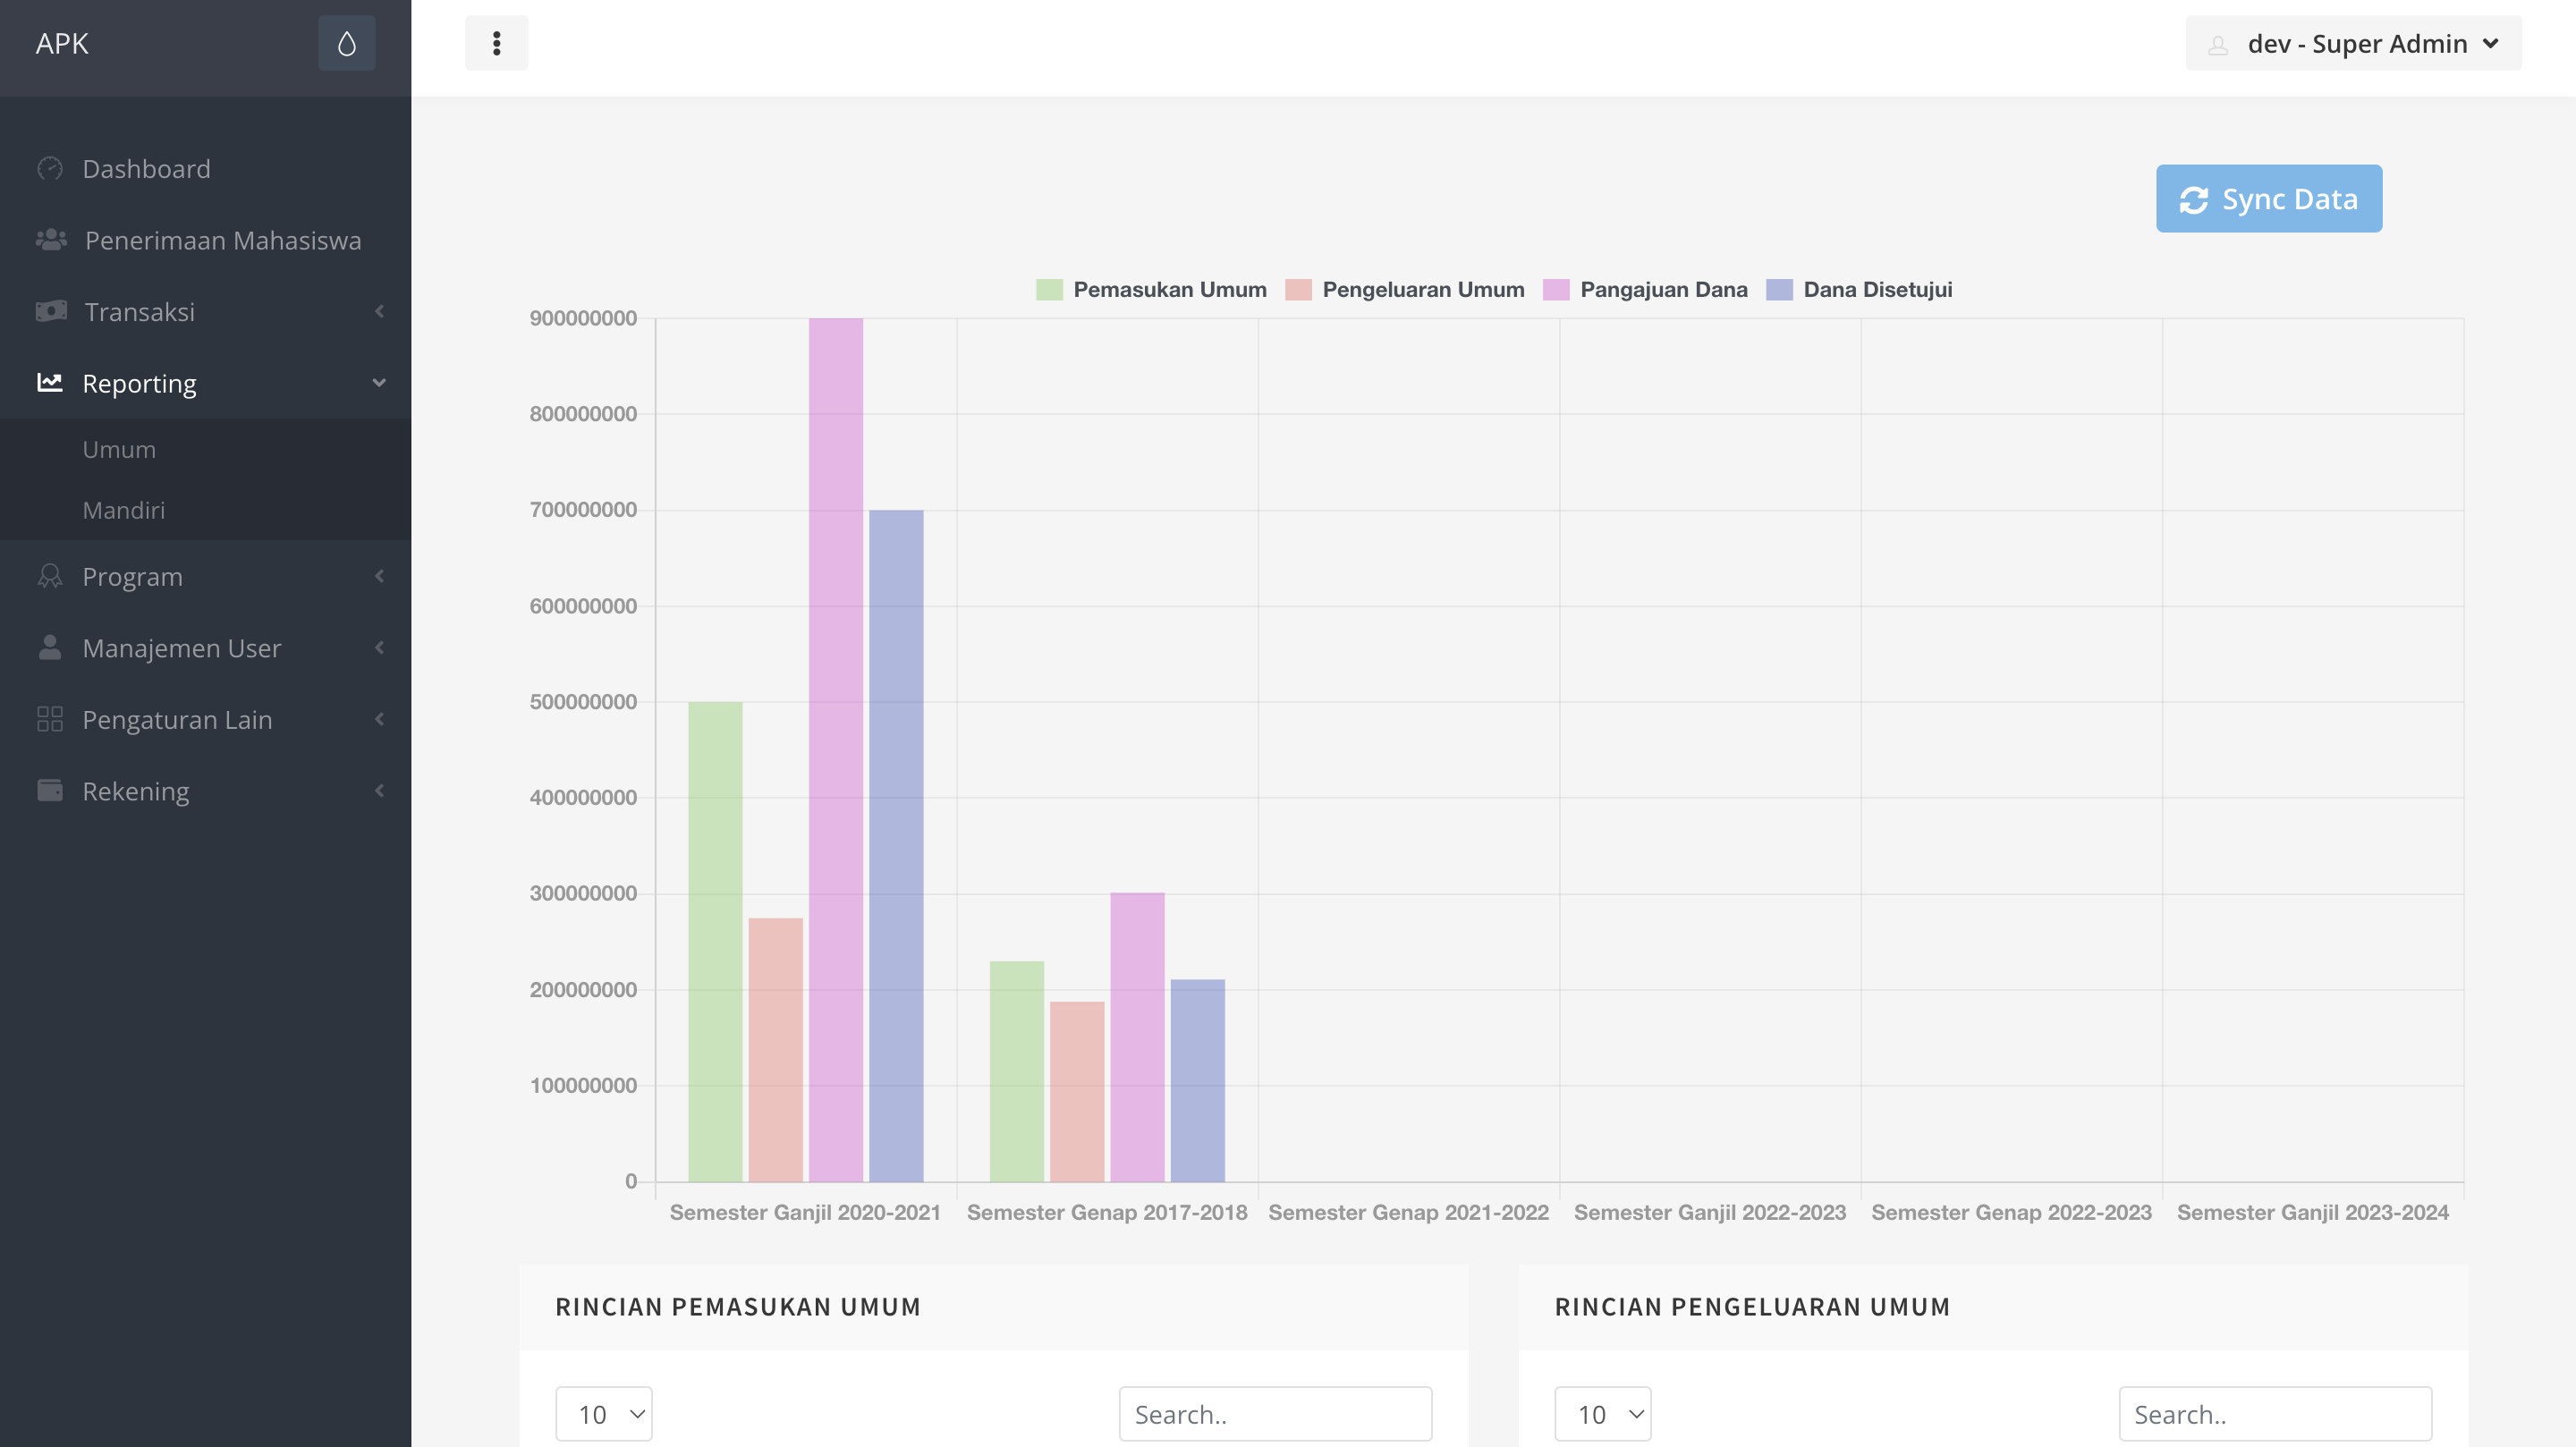 APK
dev - Super Admin
Dashboard
Penerimaan Mahasiswa
Transaksi
Reporting
Umum
Mandiri
Program
Manajemen User
Pengaturan Lain
Rekening
Sync Data
Pemasukan Umum Pengeluaran Umum Pangajuan Dana Dana Disetujui
900000000
800000000
700000000
600000000
500000000
400000000
300000000
200000000
100000000
0
Semester Ganjil 2020-2021 Semester Genap 2017-2018 Semester Genap 2021-2022 Semester Ganjil 2022-2023 Semester Genap 2022-2023 Semester Ganjil 2023-2024
RINCIAN PEMASUKAN UMUM
10 Search..
RINCIAN PENGELUARAN UMUM
10 Search..